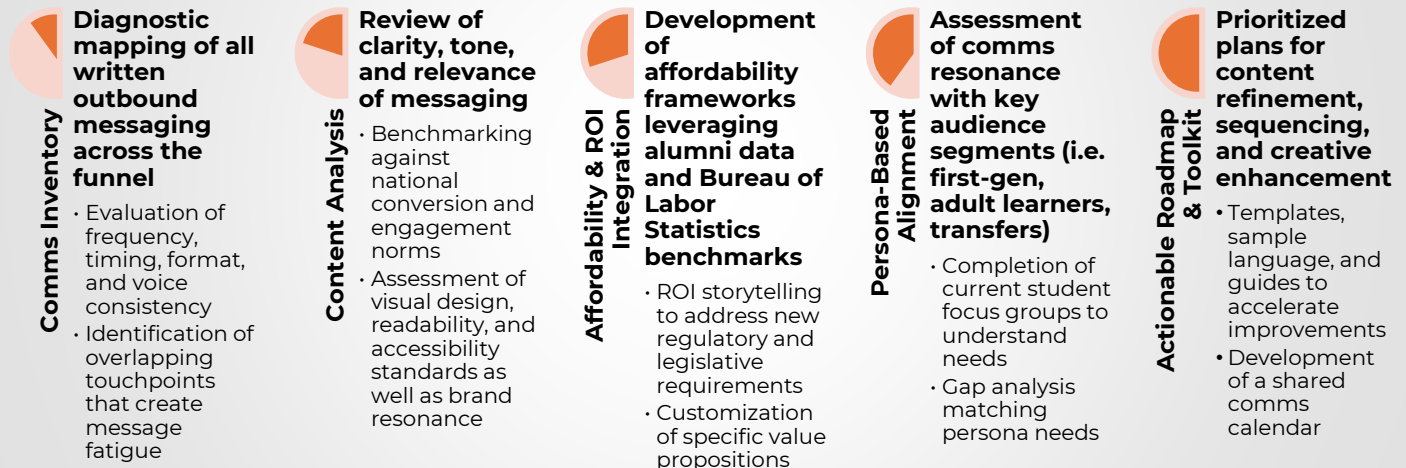 Comms Inventory
Diagnostic
mapping of all
written
outbound
messaging
across the
funnel
• Evaluation of
frequency,
timing, format,
and voice
consistency
• Identification of
overlapping
touchpoints
that create
message
fatigue
Content Analysis
Review of
clarity, tone,
and relevance
of messaging
• Benchmarking
against
national
conversion and
engagement
norms
• Assessment of
visual design,
readability, and
accessibility
standards as
well as brand
resonance
Affordability & ROI
Integration
Development
of
affordability
frameworks
leveraging
alumni data
and Bureau of
Labor
Statistics
benchmarks
• ROI storytelling
to address new
regulatory and
legislative
requirements
• Customization
of specific value
propositions
Persona-Based
Alignment
Assessment
of comms
resonance
with key
audience
segments (i.e.
first-gen,
adult learners,
transfers)
• Completion of
current student
focus groups to
understand
needs
• Gap analysis
matching
persona needs
Actionable Roadmap
& Toolkit
Prioritized
plans for
content
refinement,
sequencing,
and creative
enhancement
• Templates,
sample
language, and
guides to
accelerate
improvements
• Development
of a shared
comms
calendar